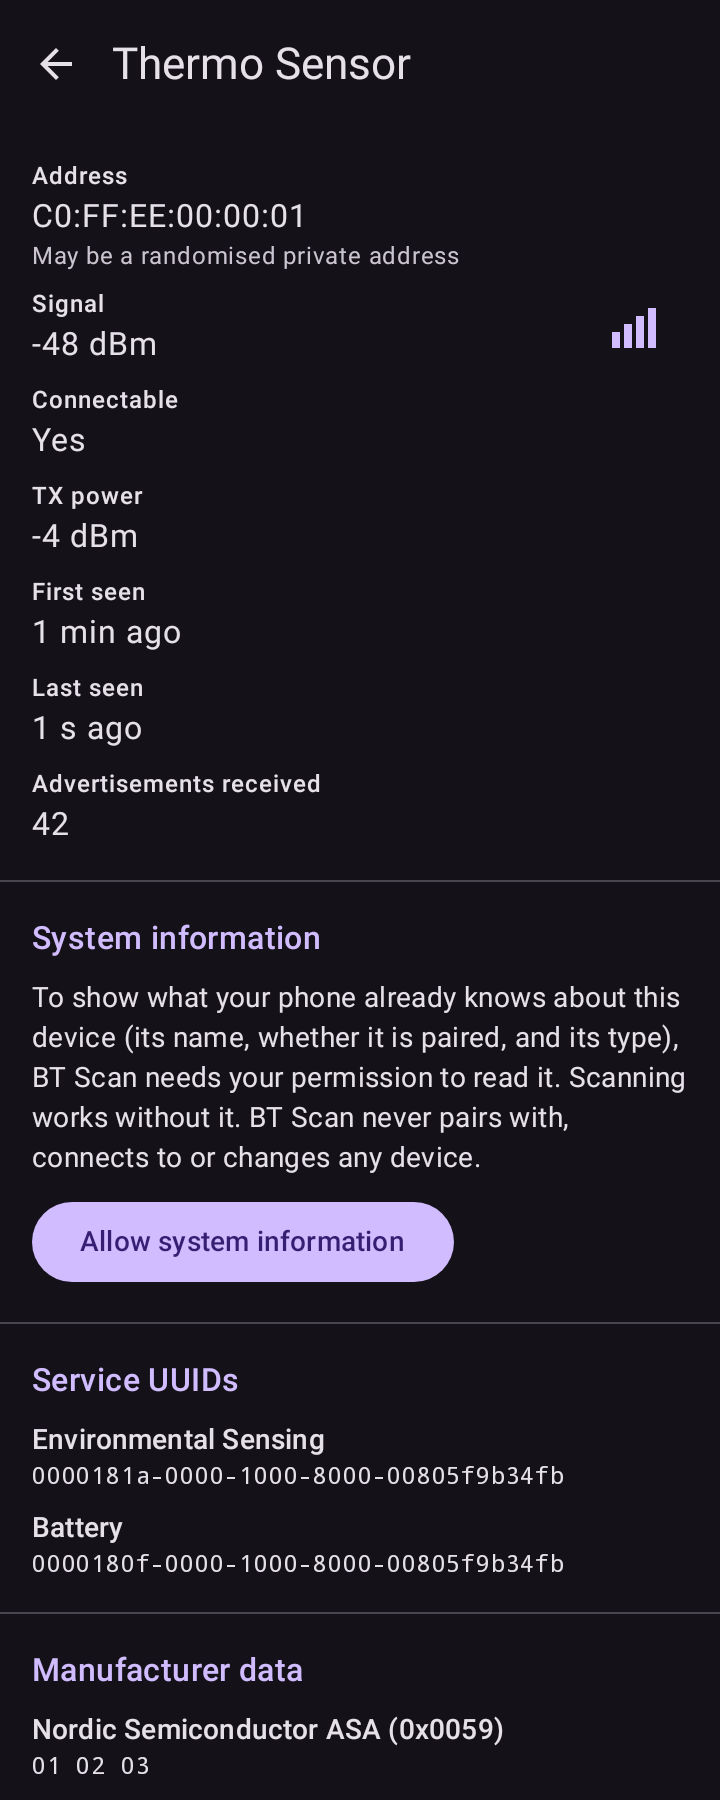 Thermo Sensor
Address
C0:FF:EE:00:00:01
May be a randomised private address
Signal
-48 dBm
Connectable
Yes
TX power
-4 dBm
First seen
1 min ago
Last seen
1 s ago
Advertisements received
42
System information
To show what your phone already knows about this
device (its name, whether it is paired, and its type),
BT Scan needs your permission to read it. Scanning
works without it. BT Scan never pairs with,
connects to or changes any device.
Allow system information
Service UUIDs
Environmental Sensing
0000181a-0000-1000-8000-00805f9b34fb
Battery
0000180f-0000-1000-8000-00805f9b34fb
Manufacturer data
Nordic Semiconductor ASA (0x0059)
01 02 03